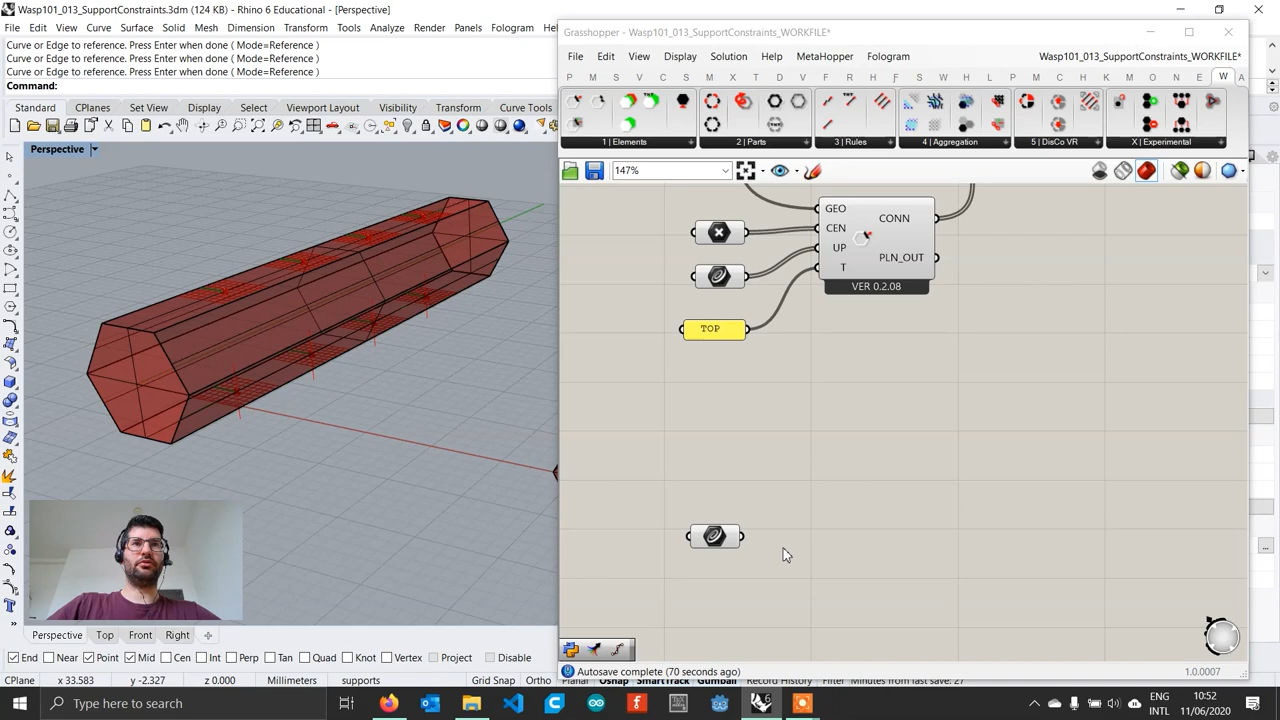 Wasp101_013_SupportConstraints.3dm (124 KB) - Rhino 6 Educational - [Perspective]
File Edit View Curve Surface Solid Mesh Dimension Transform Tools Analyze Render Panels Fologram
Curve or Edge to reference. Press Enter when done ( Mode=Reference )
Curve or Edge to reference. Press Enter when done ( Mode=Reference )
Curve or Edge to reference. Press Enter when done ( Mode=Reference )
Command:
Standard CPlanes Set View Display Select Viewport Layout Visibility Transform Curve Tools
Perspective
Grasshopper - Wasp101_013_SupportConstraints_WORKFILE*
File Edit View Display Solution Help MetaHopper Fologram Wasp101_013_SupportConstraints_WORKFILE*
P M S U P C S M X T D V F R H F S W H L P M C A N E W A
1 | Elements 2 | Parts 3 | Rules 4 | Aggregation 5 | DisCo VR X | Experimental
147%
GEO
CEN
UP
T
CONN
PLN_OUT
VER 0.2.08
TOP
Autosave complete (70 seconds ago) 1.0.0007
Perspective Top Front Right
End Near Point Mid Cen Int Perp Tan Quad Knot Vertex Project Disable
CPlane x 33.583 y -2.327 z 0.000 Millimeters supports Grid Snap Ortho Planar Osnap SmartTrack Gumball Record History Filter Minutes from last save: 27
Type here to search
ENG
INTL
10:52
11/06/2020